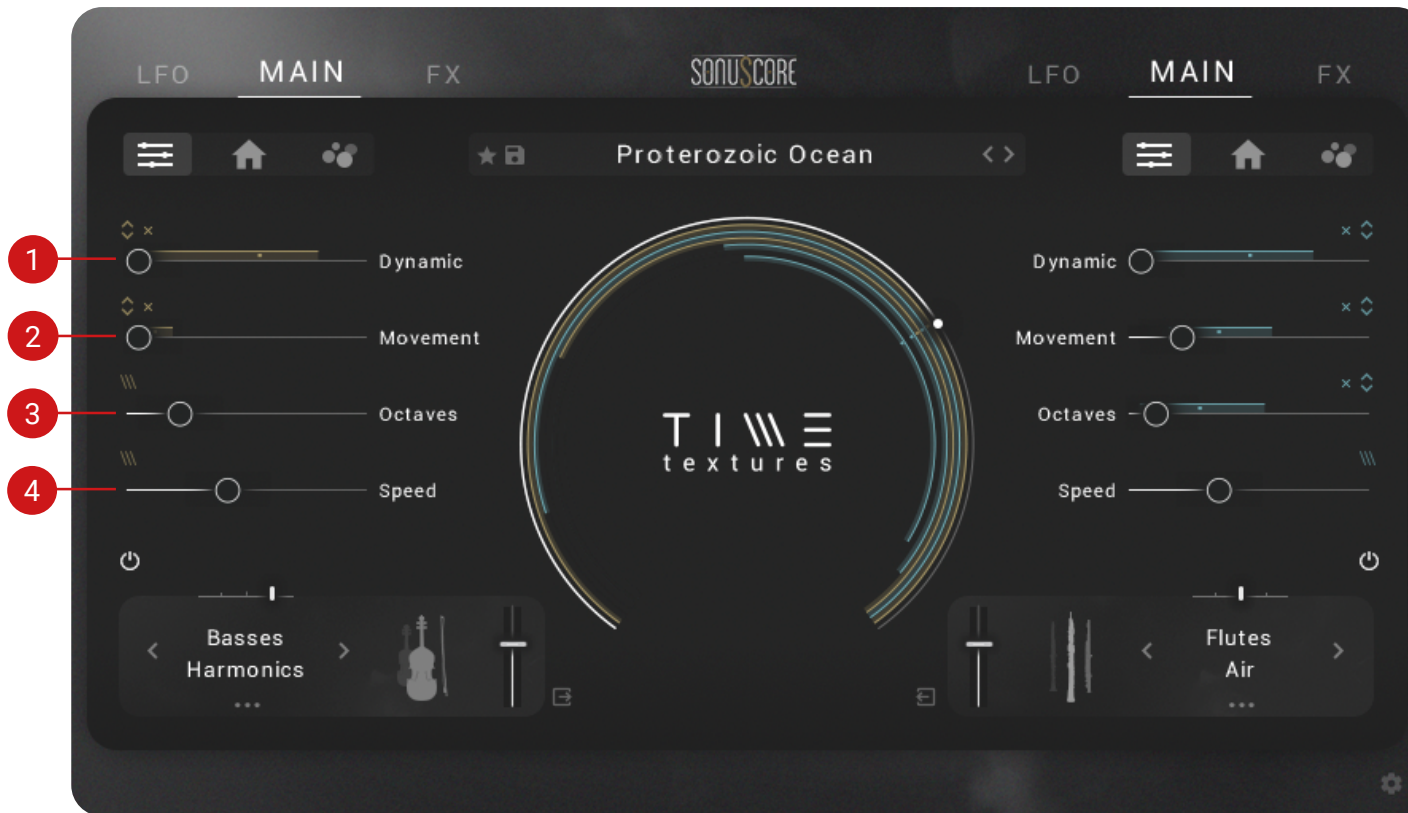 LFO MAIN FX SONUSCORE LFO MAIN FX
Proterozoic Ocean
1 Dynamic Dynamic
2 Movement Movement
3 Octaves Octaves
TIME
textures
4 Speed Speed
Basses
Harmonics
Flutes
Air